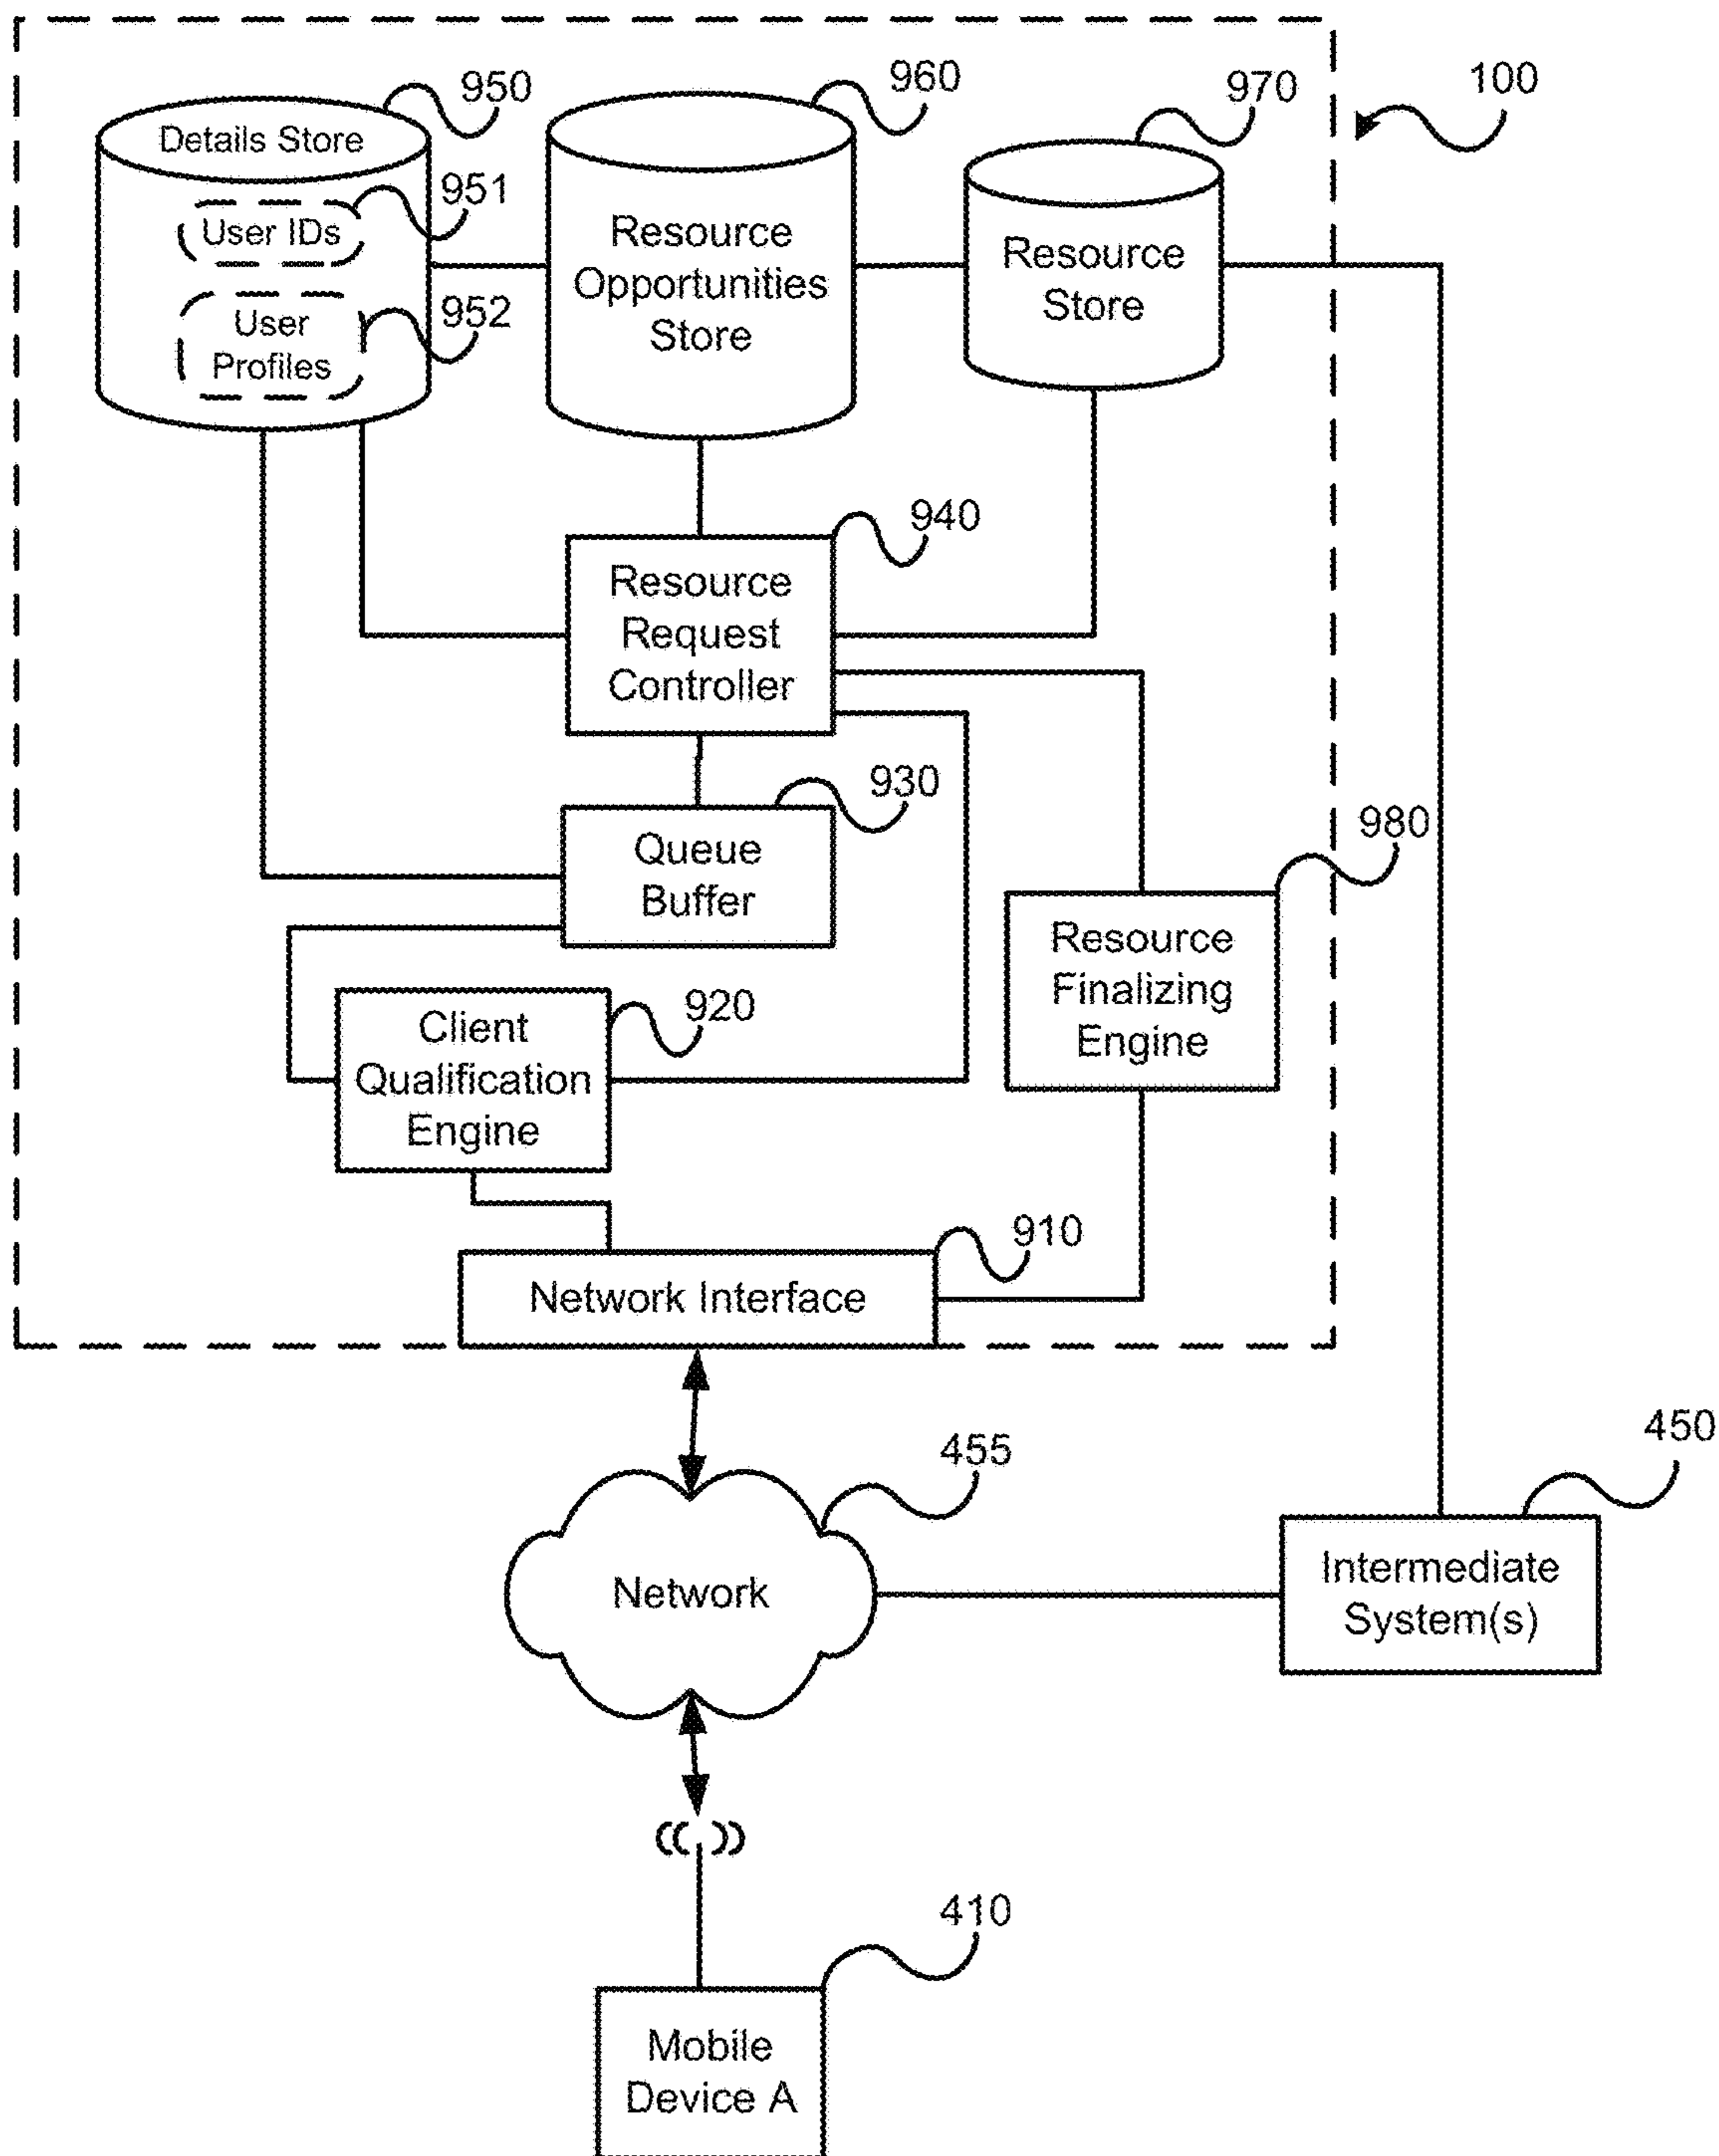 950
960
970
100
Details Store
951
User IDs
952
User
Profiles
Resource
Opportunities
Store
Resource
Store
940
Resource
Request
Controller
930
Queue
Buffer
980
Resource
Finalizing
Engine
920
Client
Qualification
Engine
910
Network Interface
455
Network
450
Intermediate
System(s)
410
Mobile
Device A